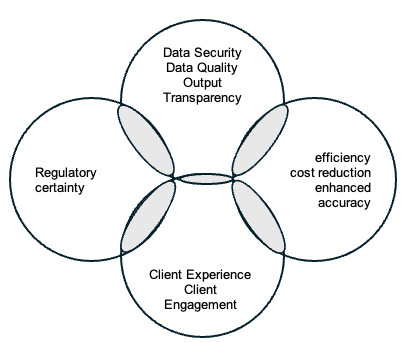 Data Security
Data Quality
Output
Transparency
Regulatory
certainty
efficiency
cost reduction
enhanced
accuracy
Client Experience
Client
Engagement